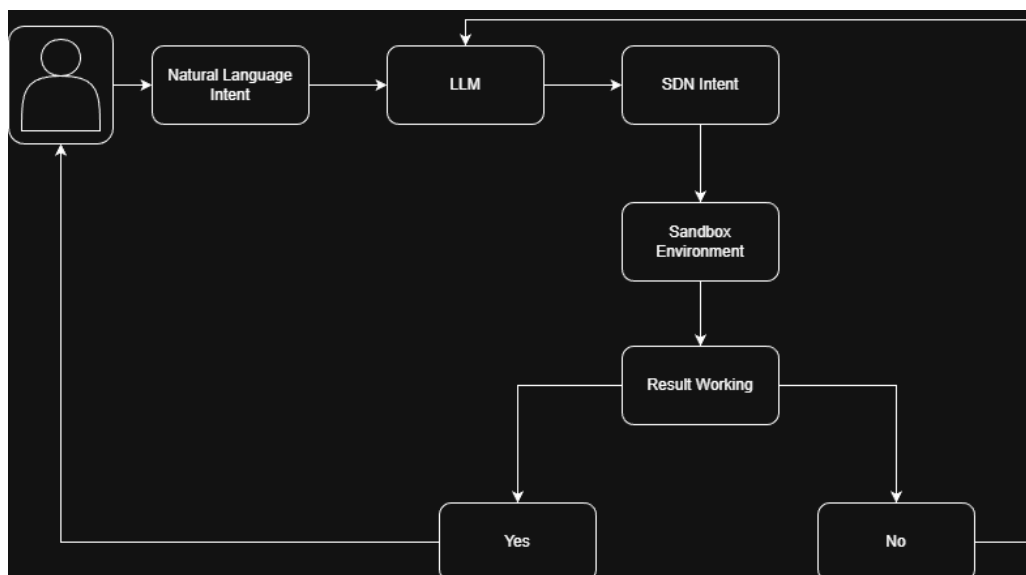 Natural Language
Intent
LLM
SDN Intent
Sandbox
Environment
Result Working
Yes
No